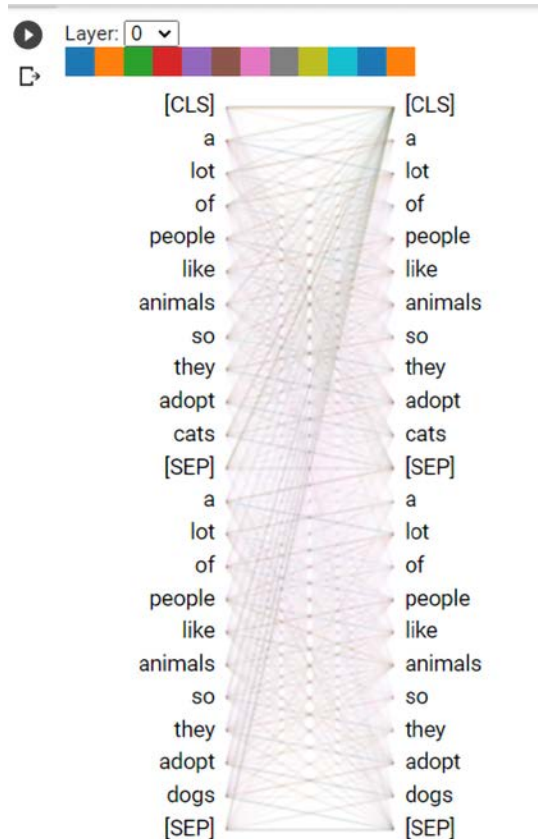 Layer: 0
[CLS] [CLS]
a a
lot lot
of of
people people
like like
animals animals
so so
they they
adopt adopt
cats cats
[SEP] [SEP]
a a
lot lot
of of
people people
like like
animals animals
so so
they they
adopt adopt
dogs dogs
[SEP] [SEP]